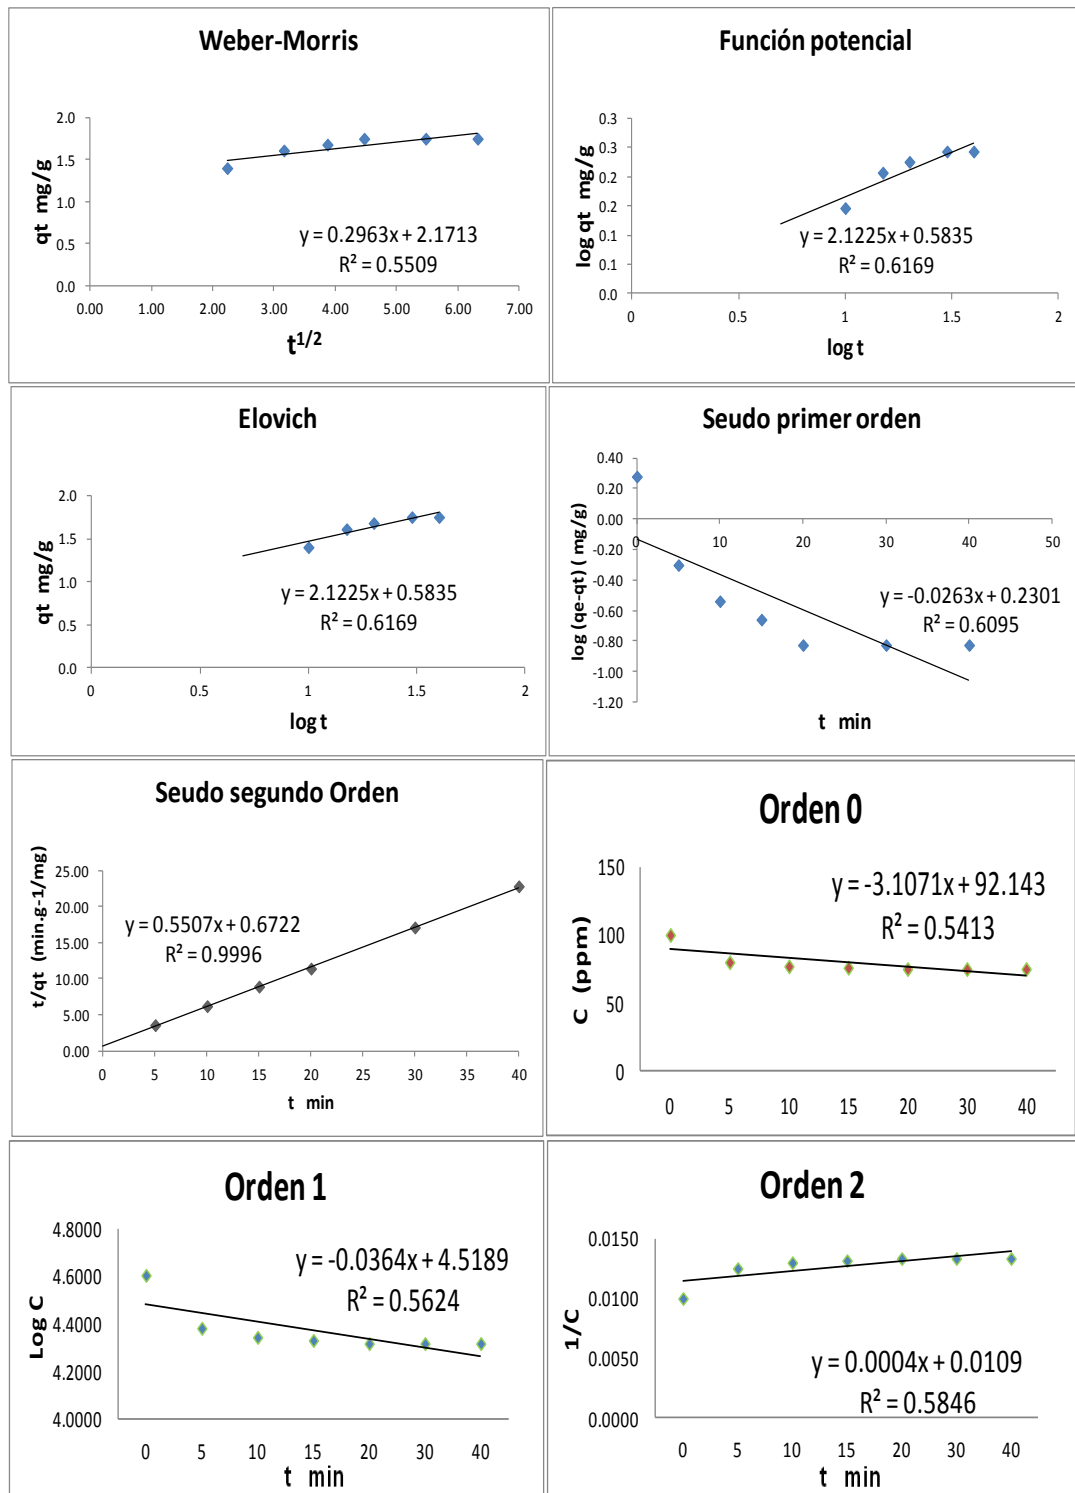 Weber-Morris
qt mg/g
2.0
1.5
1.0
0.5
0.0
y = 0.2963x + 2.1713
R² = 0.5509
0.00 1.00 2.00 3.00 4.00 5.00 6.00 7.00
t1/2
Función potencial
log qt mg/g
0.3
0.3
0.2
0.2
0.1
0.1
0.0
y = 2.1225x + 0.5835
R² = 0.6169
0 0.5 1 1.5 2
log t
Elovich
qt mg/g
2.0
1.5
1.0
0.5
0.0
y = 2.1225x + 0.5835
R² = 0.6169
0 0.5 1 1.5 2
log t
Seudo primer orden
log (qe-qt) ( mg/g)
0.40
0.20
0.00
-0.20
-0.40
-0.60
-0.80
-1.00
-1.20
0 10 20 30 40 50
y = -0.0263x + 0.2301
R² = 0.6095
t min
Seudo segundo Orden
t/qt (min.g-1/mg)
25.00
20.00
15.00
10.00
5.00
0.00
y = 0.5507x + 0.6722
R² = 0.9996
0 5 10 15 20 25 30 35 40
t min
Orden 0
C (ppm)
150
100
50
0
y = -3.1071x + 92.143
R² = 0.5413
0 5 10 15 20 30 40
Orden 1
Log C
4.8000
4.6000
4.4000
4.2000
4.0000
y = -0.0364x + 4.5189
R² = 0.5624
0 5 10 15 20 30 40
t min
Orden 2
1/C
0.0150
0.0100
0.0050
0.0000
y = 0.0004x + 0.0109
R² = 0.5846
0 5 10 15 20 30 40
t min